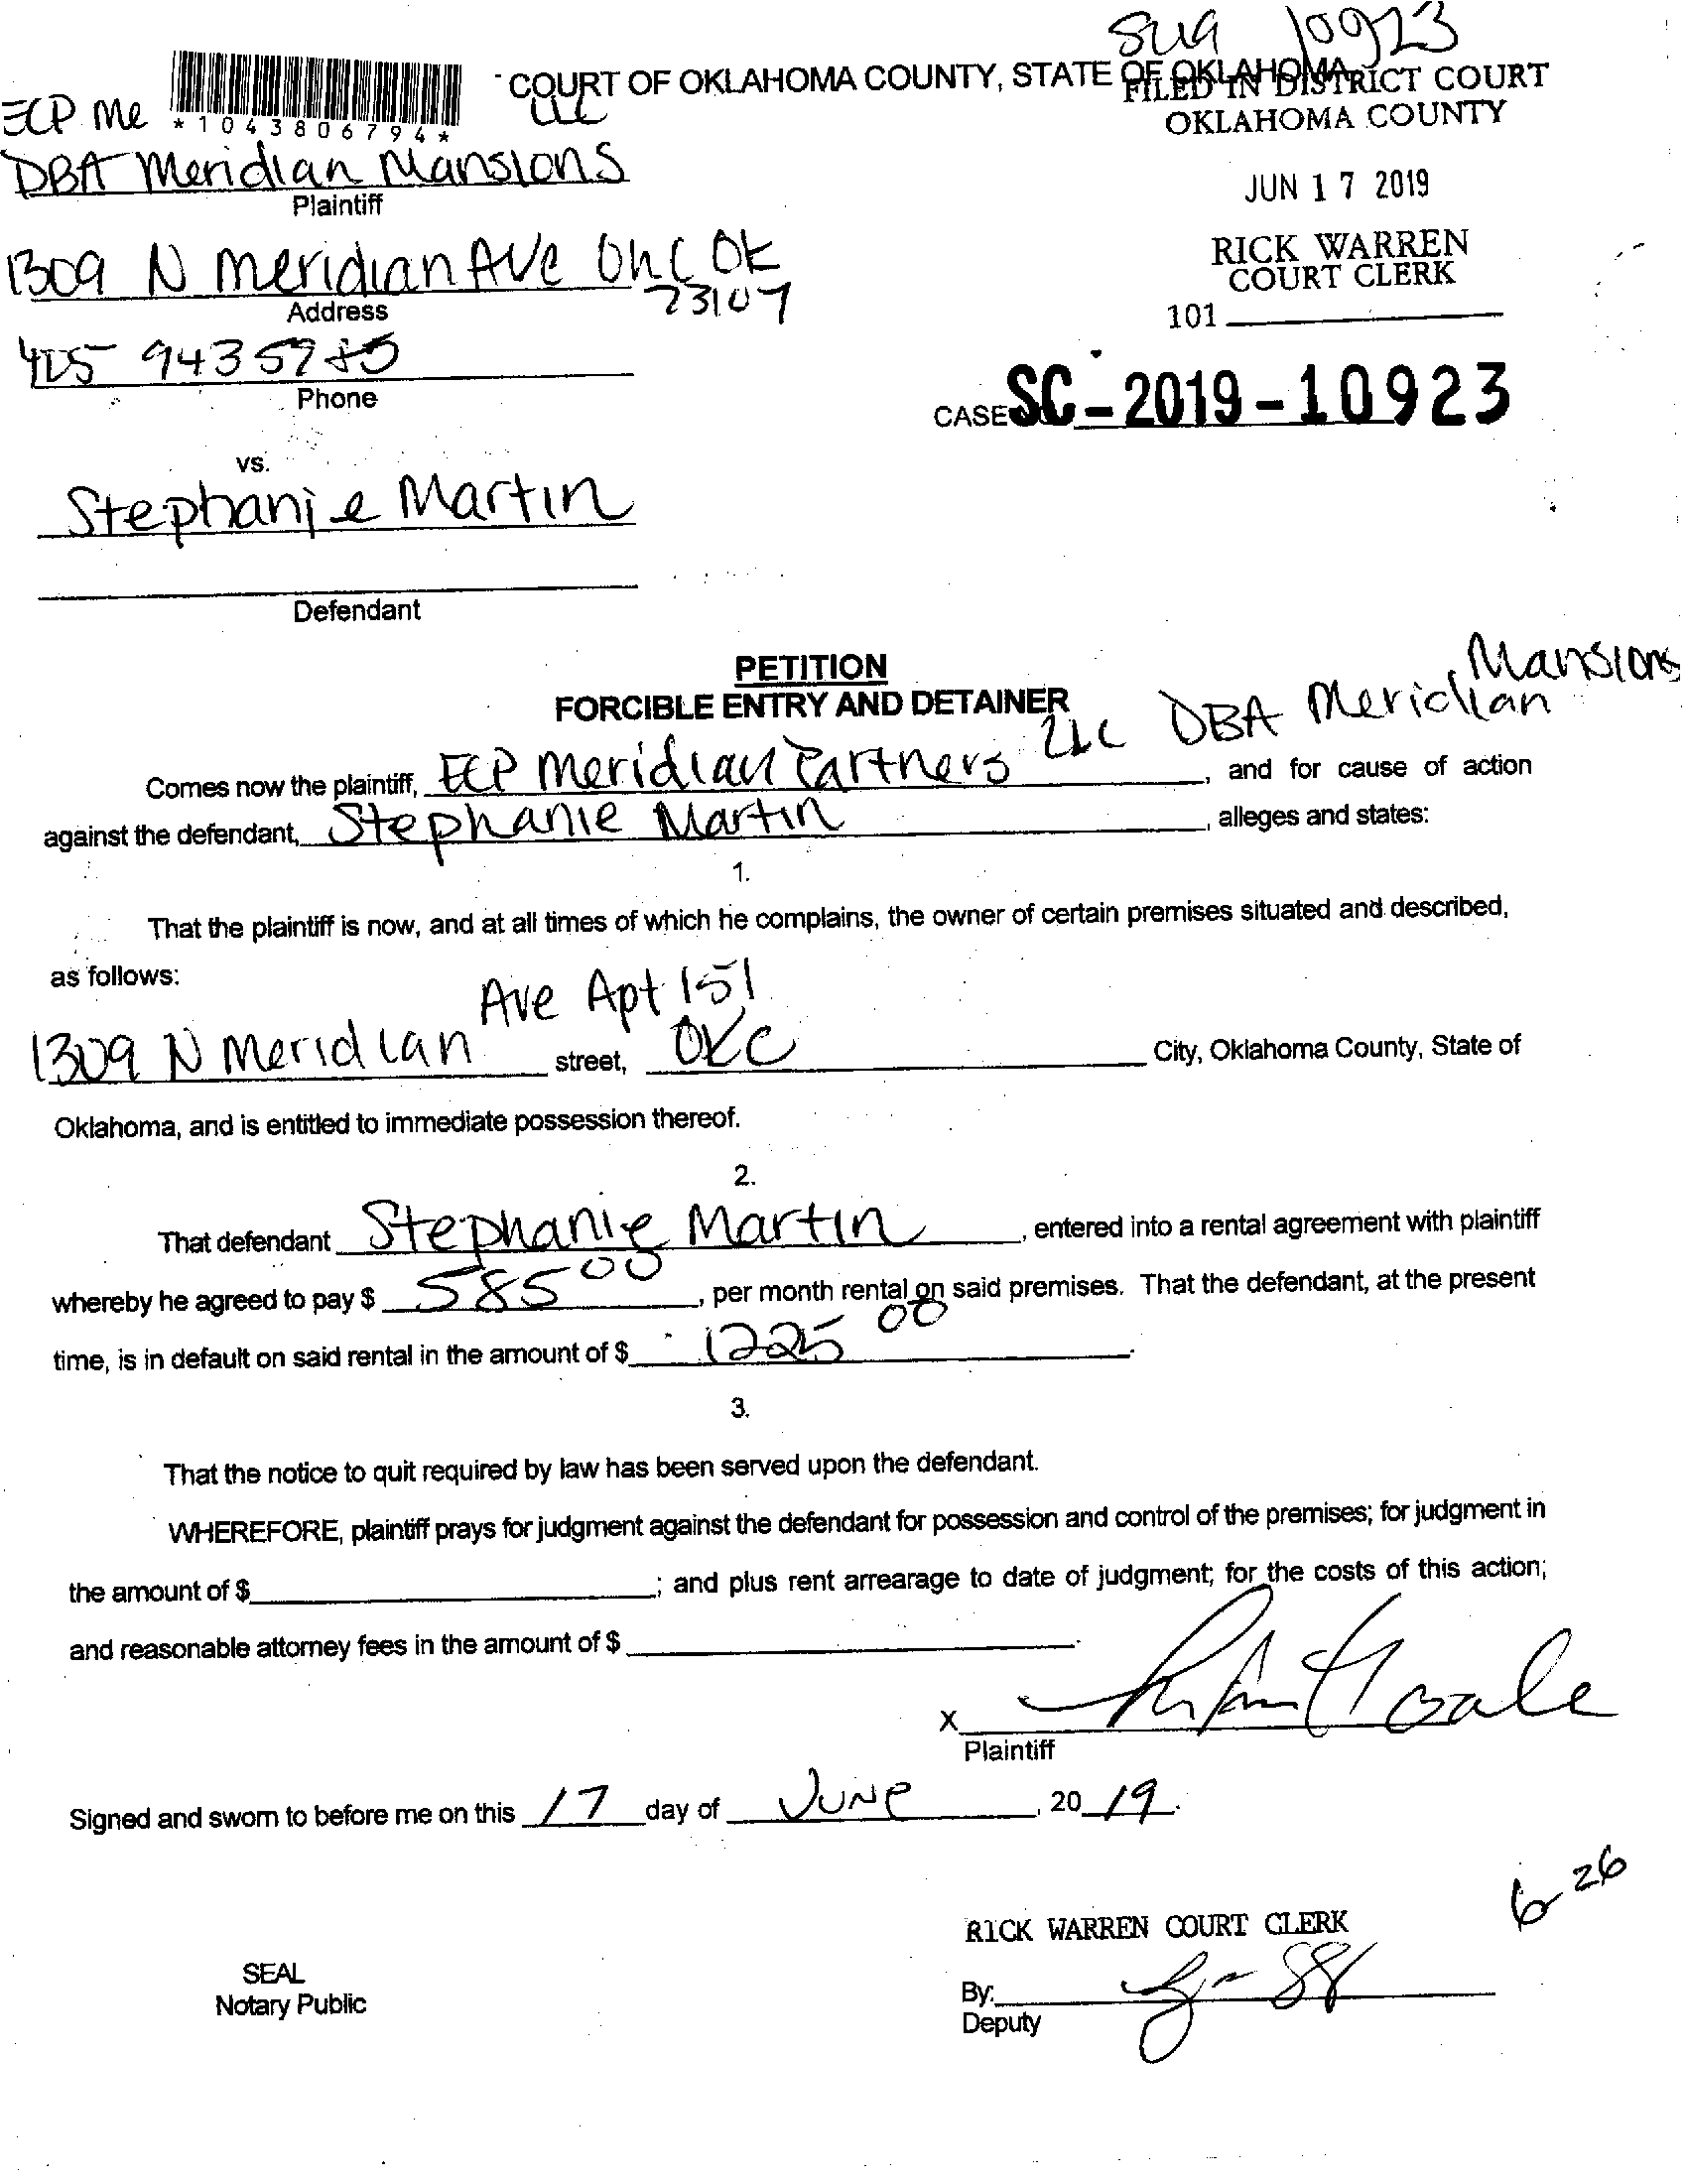 SUG 10923
COURT OF OKLAHOMA COUNTY, STATE OF OKLAHOMA
FILED IN DISTRICT COURT
OKLAHOMA COUNTY
ECP Me LLC
*1043806794*
DBA Meridian Mansions
Plaintiff
JUN 17 2019
1309 N Meridian Ave OKC OK
73107
Address
RICK WARREN
COURT CLERK
101
405 943
Phone
CASE SC-2019-10923
vs.
Stephanie Martin
Defendant
PETITION
FORCIBLE ENTRY AND DETAINER
Comes now the plaintiff, ECP Meridian Partners LLC DBA Meridian Mansions, and for cause of action
against the defendant, Stephanie Martin, alleges and states:
1.
That the plaintiff is now, and at all times of which he complains, the owner of certain premises situated and described,
as follows:
1309 N Meridian Ave Apt 151 street, OKC City, Oklahoma County, State of
Oklahoma, and is entitled to immediate possession thereof.
2.
That defendant Stephanie Martin, entered into a rental agreement with plaintiff
whereby he agreed to pay $ 585 00, per month rental on said premises. That the defendant, at the present
time, is in default on said rental in the amount of $ 1225 00.
3.
That the notice to quit required by law has been served upon the defendant.
WHEREFORE, plaintiff prays for judgment against the defendant for possession and control of the premises; for judgment in
the amount of $ ; and plus rent arrearage to date of judgment; for the costs of this action;
and reasonable attorney fees in the amount of $ .
X
Plaintiff
Signed and sworn to before me on this 17 day of JUNE, 20 19.
6-26
RICK WARREN COURT CLERK
SEAL
Notary Public
By:
Deputy